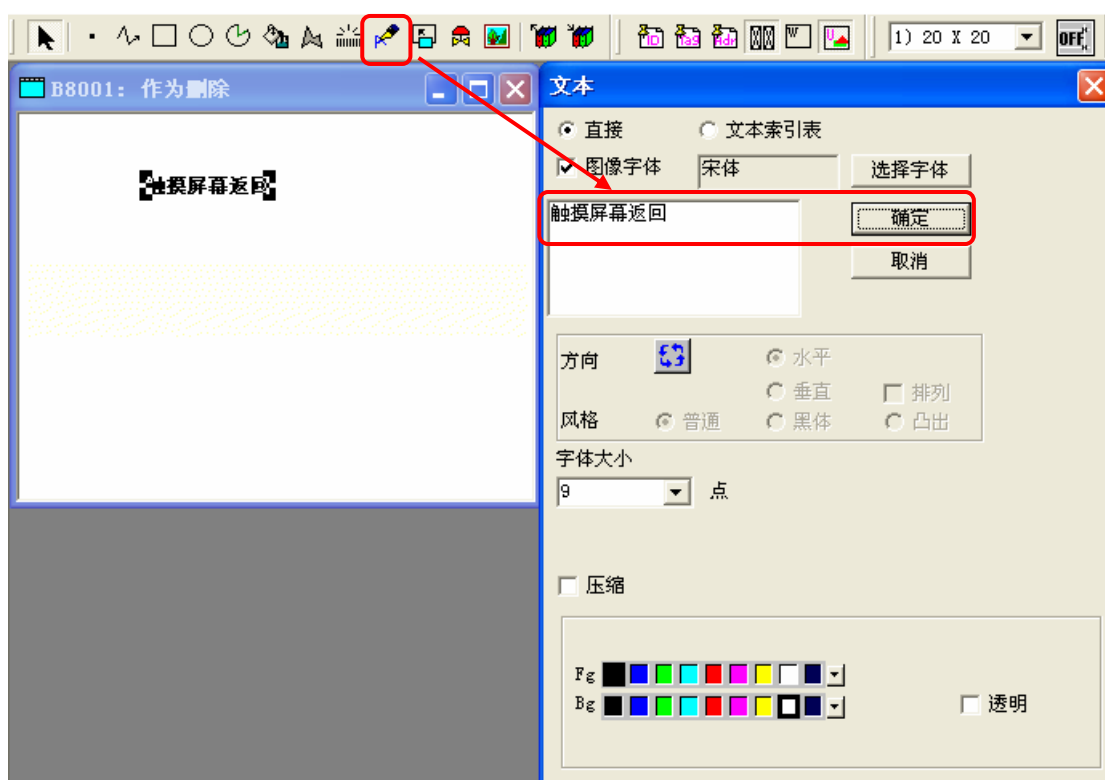 ID Tag Adr W U 1) 20 X 20 OFF
B8001: 作为删除
触摸屏幕返回
文本
直接 文本索引表
图像字体 宋体 选择字体
触摸屏幕返回 确定
取消
方向 水平
垂直 排列
风格 普通 黑体 凸出
字体大小
9 点
压缩
Fg
Bg 透明